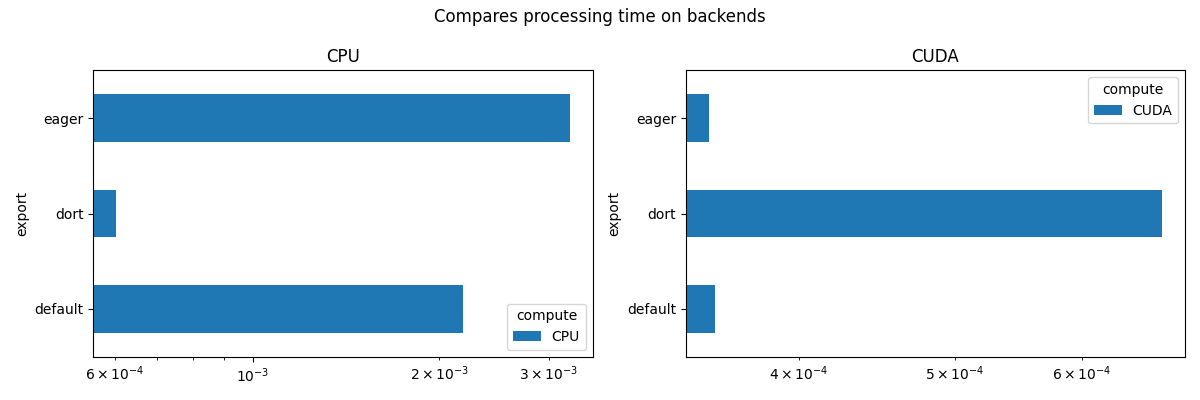 Compares processing time on backends
CPU
export
eager
dort
default
compute
CPU
6 × 10⁻⁴
10⁻³
2 × 10⁻³
3 × 10⁻³
CUDA
export
eager
dort
default
compute
CUDA
4 × 10⁻⁴
5 × 10⁻⁴
6 × 10⁻⁴